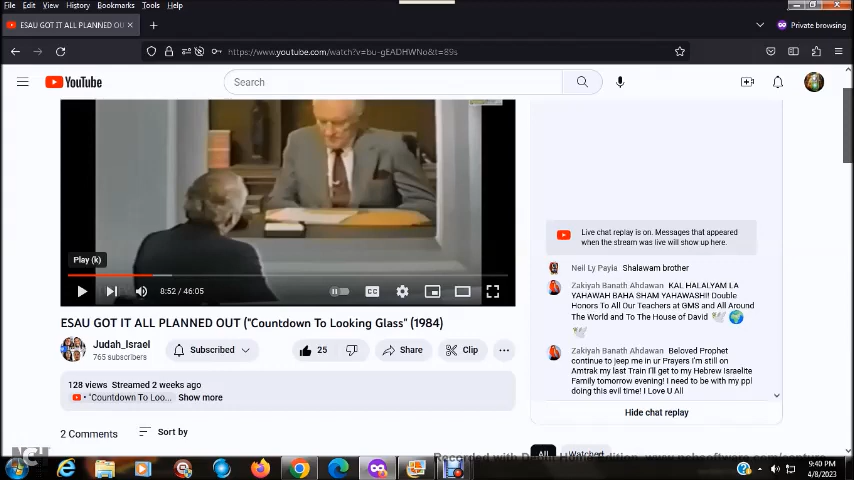 File Edit View History Bookmarks Tools Help
ESAU GOT IT ALL PLANNED OU
Private browsing
https://www.youtube.com/watch?v=bu-gEADHWNo&t=89s
YouTube
Search
Play (k)
8:52 / 46:05
CC
Live chat replay is on. Messages that appeared
when the stream was live will show up here.
Neil Ly Payia Shalawam brother
Zakiyah Banath Ahdawan KAL HALALYAM LA
YAHAWAH BAHA SHAM YAHAWASHI! Double
Honors To All Our Teachers at GMS and All Around
The World and To The House of David
Zakiyah Banath Ahdawan Beloved Prophet
continue to jeep me in ur Prayers I'm still on
Amtrak my last Train I'll get to my Hebrew Israelite
Family tomorrow evening! I need to be with my ppl
doing this evil time! I Love U All
Hide chat replay
ESAU GOT IT ALL PLANNED OUT ("Countdown To Looking Glass" (1984)
Judah_Israel
765 subscribers
Subscribed
25
Share
Clip
128 views Streamed 2 weeks ago
"Countdown To Loo... Show more
2 Comments
Sort by
All
Watched
NCH
9:40 PM
4/8/2023